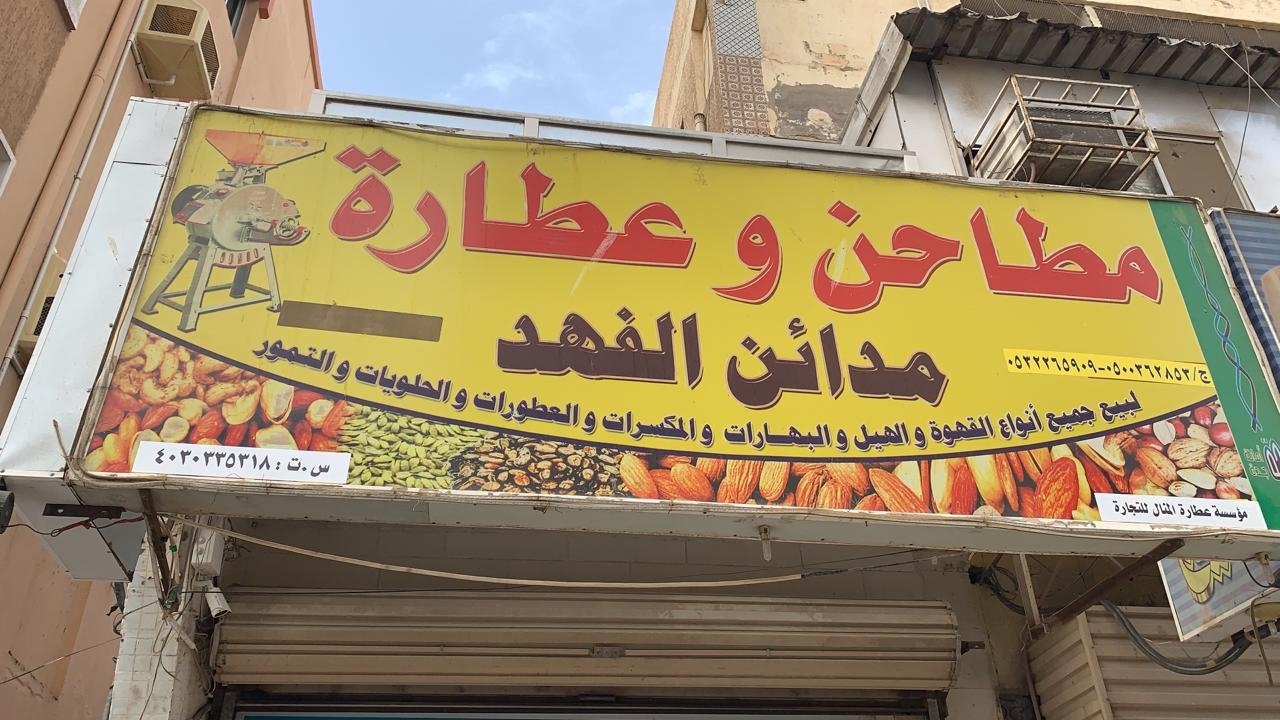 مطاحن و عطارة
مدائن الفهد
ج/٠٥٠٠٣٦٢٨٥٣-٠٥٣٢٢٦٥٩٠٩
لبيع جميع أنواع القهوة و الهيل و البهارات و المكسرات و العطورات و الحلويات و التمور
س.ت : ٤٠٣٠٣٣٥٣١٨
مؤسسة عطارة المنال للتجارة